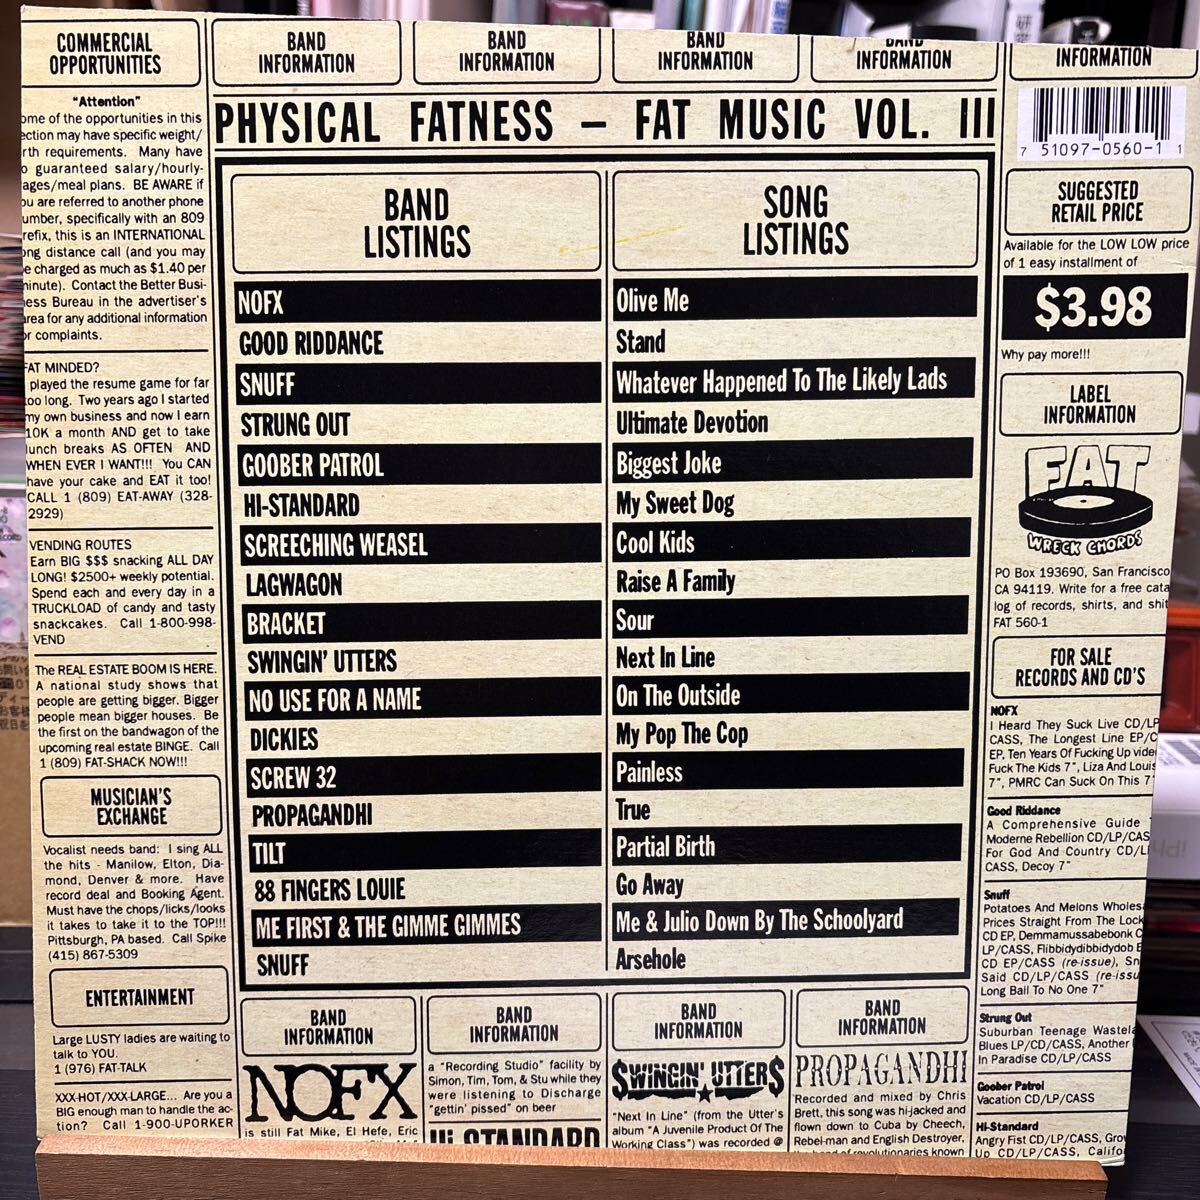 COMMERCIAL
OPPORTUNITIES
"Attention"
ome of the opportunities in this
ection may have specific weight/
rth requirements. Many have
o guaranteed salary/hourly-
ages/meal plans. BE AWARE if
ou are referred to another phone
umber, specifically with an 809
refix, this is an INTERNATIONAL
ong distance call (and you may
e charged as much as $1.40 per
inute). Contact the Better Busi-
ess Bureau in the advertiser's
rea for any additional information
or complaints.
FAT MINDED?
played the resume game for far
oo long. Two years ago I started
my own business and now I earn
10K a month AND get to take
unch breaks AS OFTEN AND
WHEN EVER I WANT!!! You CAN
have your cake and EAT it too!
CALL 1 (809) EAT-AWAY (328-
2929)
VENDING ROUTES
Earn BIG $$$ snacking ALL DAY
LONG! $2500+ weekly potential.
Spend each and every day in a
TRUCKLOAD of candy and tasty
snackcakes. Call 1-800-998-
VEND
The REAL ESTATE BOOM IS HERE.
A national study shows that
people are getting bigger. Bigger
people mean bigger houses. Be
the first on the bandwagon of the
upcoming real estate BINGE. Call
1 (809) FAT-SHACK NOW!!!
MUSICIAN'S
EXCHANGE
Vocalist needs band: I sing ALL
the hits - Manilow, Elton, Dia-
mond, Denver & more. Have
record deal and Booking Agent.
Must have the chops/licks/looks
it takes to take it to the TOP!!!
Pittsburgh, PA based. Call Spike
(415) 867-5309
ENTERTAINMENT
Large LUSTY ladies are waiting to
talk to YOU.
1 (976) FAT-TALK
XXX-HOT/XXX-LARGE... Are you a
BIG enough man to handle the ac-
tion? Call 1-900-UPORKER
BAND
INFORMATION
BAND
INFORMATION
BAND
INFORMATION
BAND
INFORMATION
INFORMATION
PHYSICAL FATNESS – FAT MUSIC VOL. III
BAND
LISTINGS
SONG
LISTINGS
NOFX Olive Me
GOOD RIDDANCE Stand
SNUFF Whatever Happened To The Likely Lads
STRUNG OUT Ultimate Devotion
GOOBER PATROL Biggest Joke
HI-STANDARD My Sweet Dog
SCREECHING WEASEL Cool Kids
LAGWAGON Raise A Family
BRACKET Sour
SWINGIN' UTTERS Next In Line
NO USE FOR A NAME On The Outside
DICKIES My Pop The Cop
SCREW 32 Painless
PROPAGANDHI True
TILT Partial Birth
88 FINGERS LOUIE Go Away
ME FIRST & THE GIMME GIMMES Me & Julio Down By The Schoolyard
SNUFF Arsehole
BAND
INFORMATION
NOFX
is still Fat Mike, El Hefe, Eric
BAND
INFORMATION
a "Recording Studio" facility by
Simon, Tim, Tom, & Stu while they
were listening to Discharge
"gettin' pissed" on beer
HI-STANDARD
BAND
INFORMATION
$WINGIN' UTTER$
"Next In Line" (from the Utter's
album "A Juvenile Product Of The
Working Class") was recorded @
BAND
INFORMATION
PROPAGANDHI
Recorded and mixed by Chris
Brett, this song was hi-jacked and
flown down to Cuba by Cheech,
Rebel-man and English Destroyer,
band of revolutionaries known
7 51097-0560-1 1
SUGGESTED
RETAIL PRICE
Available for the LOW LOW price
of 1 easy installment of
$3.98
Why pay more!!!
LABEL
INFORMATION
FAT
WRECK CHORDS
PO Box 193690, San Francisco
CA 94119. Write for a free cata
log of records, shirts, and shit
FAT 560-1
FOR SALE
RECORDS AND CD'S
NOFX
I Heard They Suck Live CD/LP
CASS, The Longest Line EP/C
EP, Ten Years Of Fucking Up vide
Fuck The Kids 7", Liza And Louis
7", PMRC Can Suck On This 7"
Good Riddance
A Comprehensive Guide T
Moderne Rebellion CD/LP/CAS
For God And Country CD/L
CASS, Decoy 7"
Snuff
Potatoes And Melons Wholes
Prices Straight From The Lock
CD EP, Demmamussabebonk C
LP/CASS, Flibbidydibbidydob E
CD EP/CASS (re-issue), Sn
Said CD/LP/CASS (re-issu
Long Ball To No One 7"
Strung Out
Suburban Teenage Wastela
Blues LP/CD/CASS, Another
In Paradise CD/LP/CASS
Goober Patrol
Vacation CD/LP/CASS
Hi-Standard
Angry Fist CD/LP/CASS, Grow
Up CD/LP/CASS, Califo